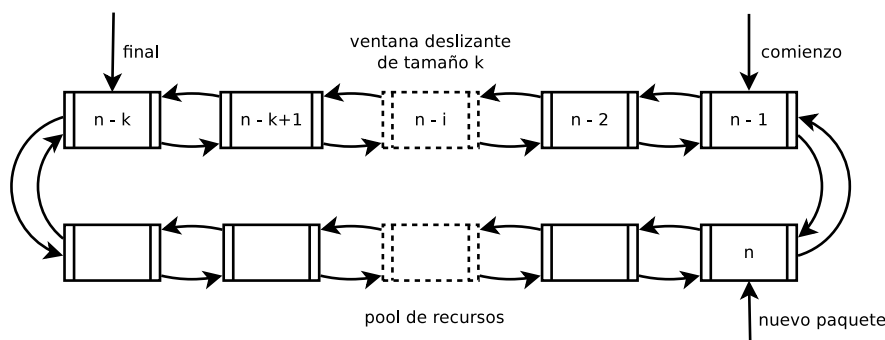 final
ventana deslizante
de tamaño k
comienzo
n - k
n - k+1
n - i
n - 2
n - 1
n
pool de recursos
nuevo paquete